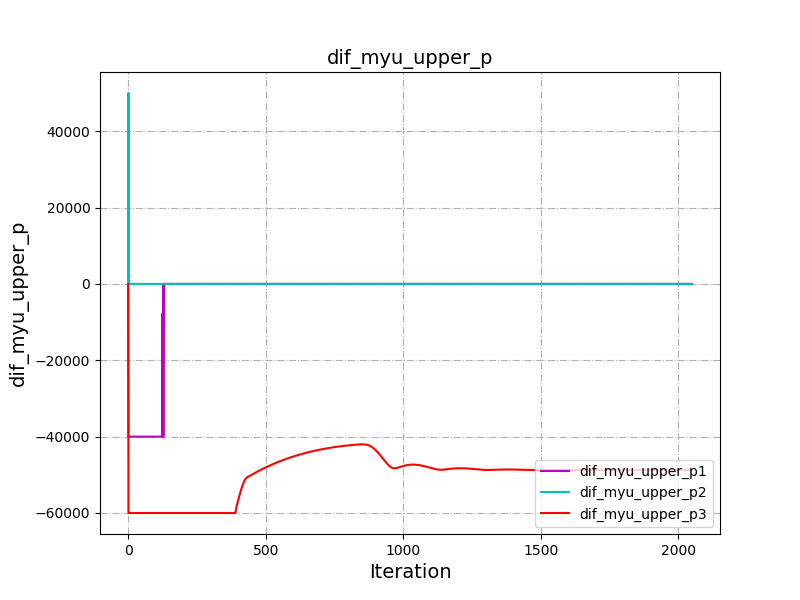 dif_myu_upper_p
dif_myu_upper_p
40000
20000
0
−20000
−40000
−60000
0
500
1000
1500
2000
Iteration
dif_myu_upper_p1
dif_myu_upper_p2
dif_myu_upper_p3